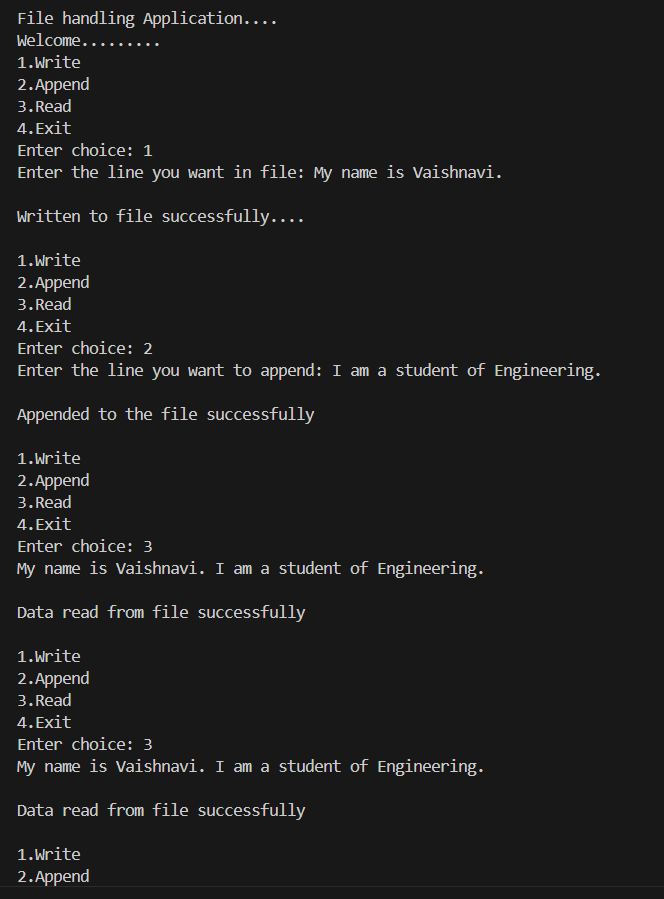 File handling Application....
Welcome.........
1.Write
2.Append
3.Read
4.Exit
Enter choice: 1
Enter the line you want in file: My name is Vaishnavi.
Written to file successfully....
1.Write
2.Append
3.Read
4.Exit
Enter choice: 2
Enter the line you want to append: I am a student of Engineering.
Appended to the file successfully
1.Write
2.Append
3.Read
4.Exit
Enter choice: 3
My name is Vaishnavi. I am a student of Engineering.
Data read from file successfully
1.Write
2.Append
3.Read
4.Exit
Enter choice: 3
My name is Vaishnavi. I am a student of Engineering.
Data read from file successfully
1.Write
2.Append